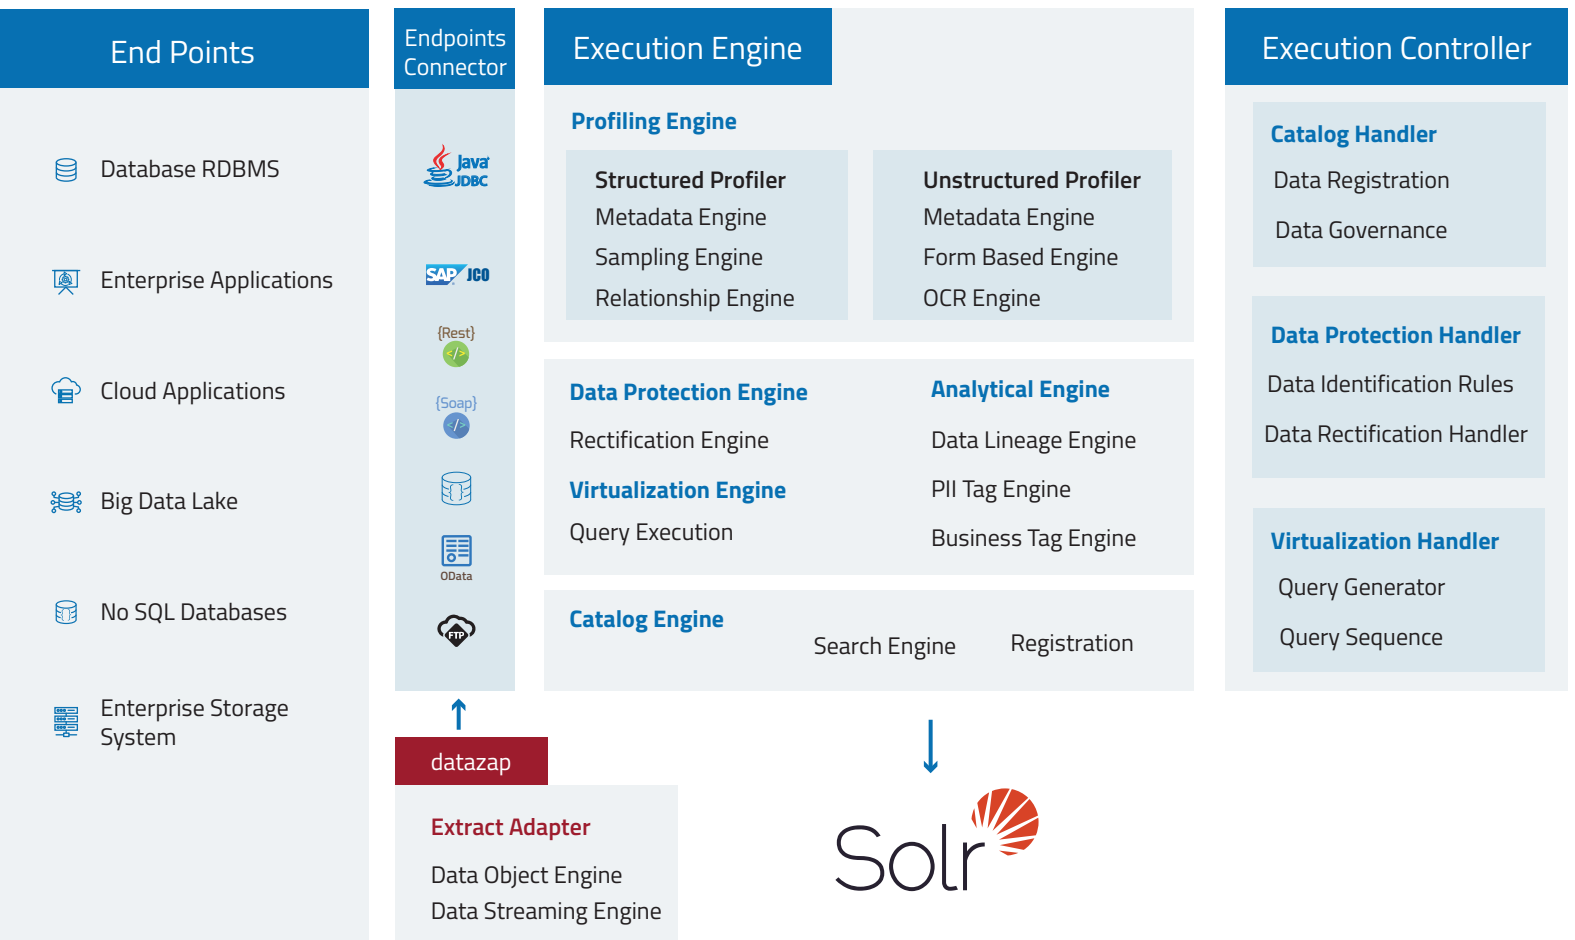 End Points
Database RDBMS
Enterprise Applications
Cloud Applications
Big Data Lake
No SQL Databases
Enterprise Storage
System
Endpoints
Connector
Java
JDBC
SAP JCO
{Rest}
</>
{Soap}
</>
{}
OData
FTP
datazap
Extract Adapter
Data Object Engine
Data Streaming Engine
Execution Engine
Profiling Engine
Structured Profiler
Metadata Engine
Sampling Engine
Relationship Engine
Unstructured Profiler
Metadata Engine
Form Based Engine
OCR Engine
Data Protection Engine
Rectification Engine
Virtualization Engine
Query Execution
Analytical Engine
Data Lineage Engine
PII Tag Engine
Business Tag Engine
Catalog Engine
Search Engine
Registration
Solr
Execution Controller
Catalog Handler
Data Registration
Data Governance
Data Protection Handler
Data Identification Rules
Data Rectification Handler
Virtualization Handler
Query Generator
Query Sequence